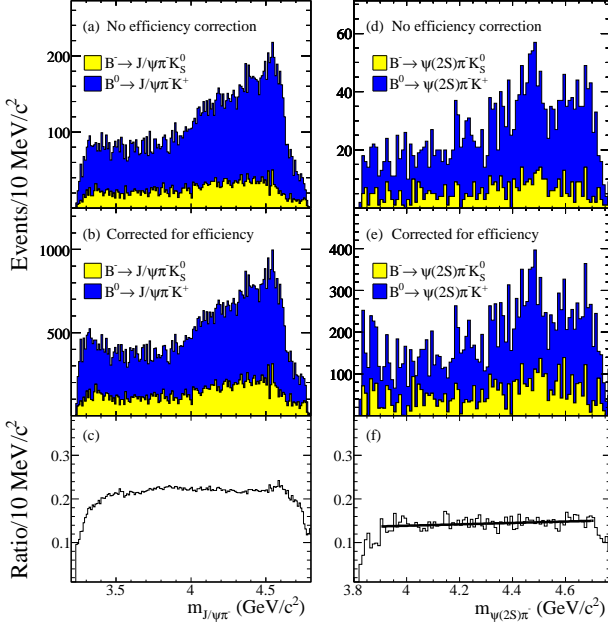 (a) No efficiency correction
B⁻→ J/ψπ⁻K⁰_S
B⁰→ J/ψπ⁻K⁺
200
100
Events/10 MeV/c²
(b) Corrected for efficiency
B⁻→ J/ψπ⁻K⁰_S
B⁰→ J/ψπ⁻K⁺
1000
500
(c)
0.3
0.2
0.1
Ratio/10 MeV/c²
3.5 4 4.5
m_J/ψπ⁻ (GeV/c²)
(d) No efficiency correction
B⁻→ ψ(2S)π⁻K⁰_S
B⁰→ ψ(2S)π⁻K⁺
60
40
20
(e) Corrected for efficiency
B⁻→ ψ(2S)π⁻K⁰_S
B⁰→ ψ(2S)π⁻K⁺
400
300
200
100
(f)
0.3
0.2
0.1
3.8 4 4.2 4.4 4.6
m_ψ(2S)π⁻ (GeV/c²)